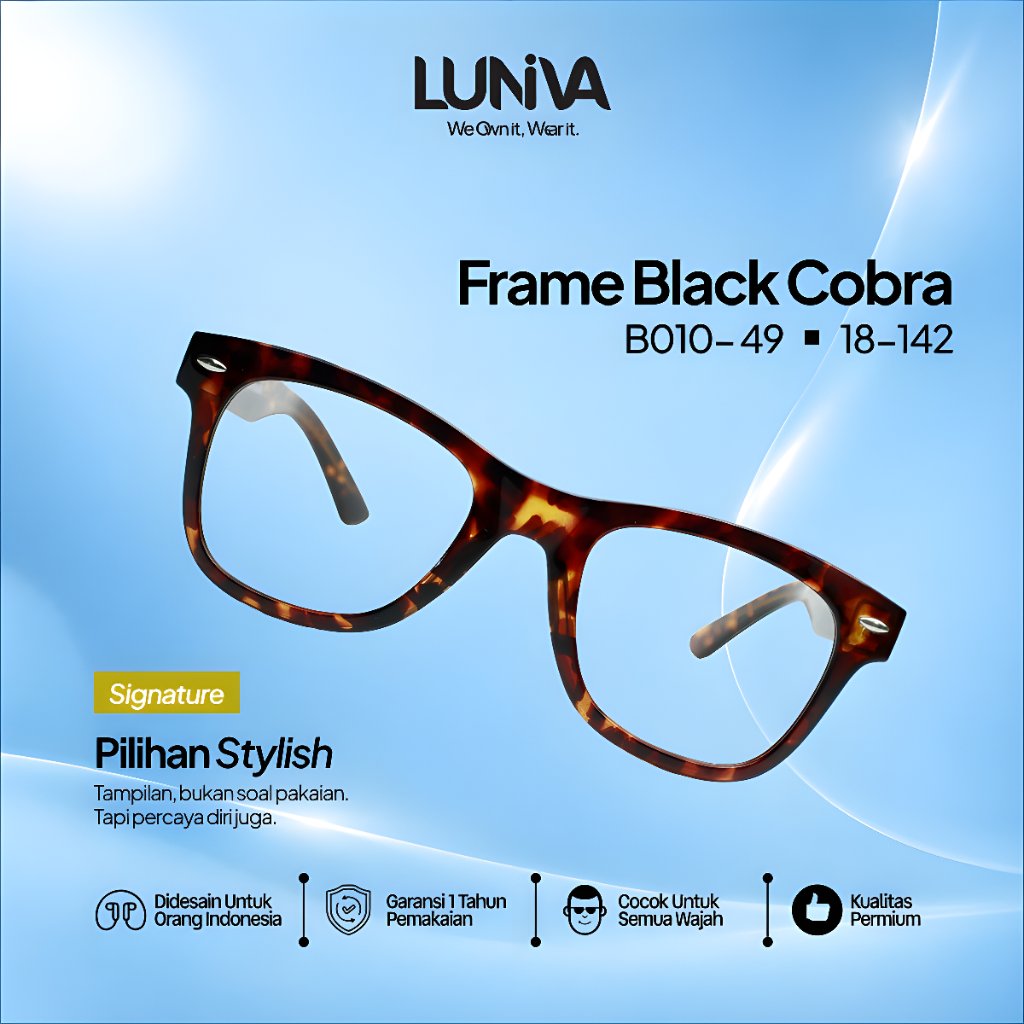 LUNiVA
We Own it, Wear it.
Frame Black Cobra
B010-49 ■ 18-142
Signature
Pilihan Stylish
Tampilan, bukan soal pakaian.
Tapi percaya diri juga.
Didesain Untuk
Orang Indonesia
Garansi 1 Tahun
Pemakaian
Cocok Untuk
Semua Wajah
Kualitas
Permium